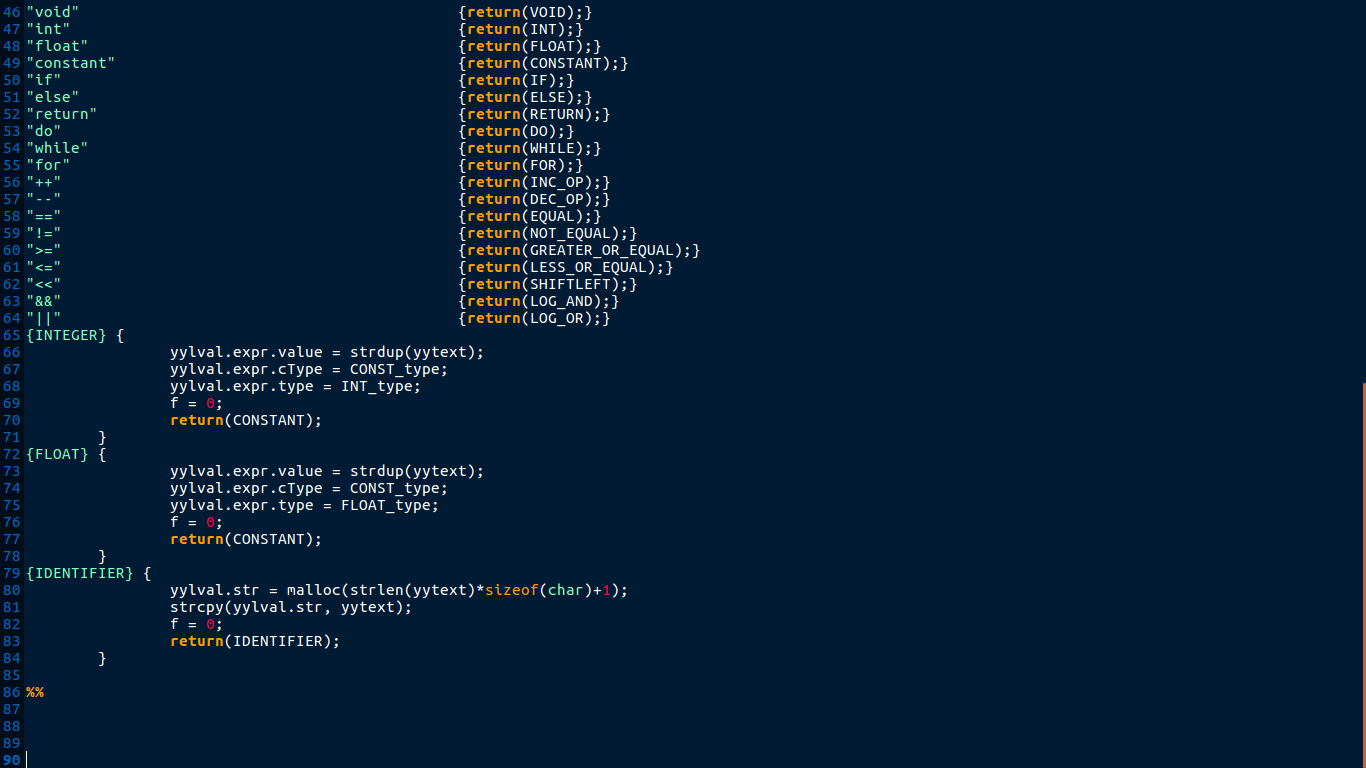 46 "void" {return(VOID);}
47 "int" {return(INT);}
48 "float" {return(FLOAT);}
49 "constant" {return(CONSTANT);}
50 "if" {return(IF);}
51 "else" {return(ELSE);}
52 "return" {return(RETURN);}
53 "do" {return(DO);}
54 "while" {return(WHILE);}
55 "for" {return(FOR);}
56 "++" {return(INC_OP);}
57 "--" {return(DEC_OP);}
58 "==" {return(EQUAL);}
59 "!=" {return(NOT_EQUAL);}
60 ">=" {return(GREATER_OR_EQUAL);}
61 "<=" {return(LESS_OR_EQUAL);}
62 "<<" {return(SHIFTLEFT);}
63 "&&" {return(LOG_AND);}
64 "||" {return(LOG_OR);}
65 {INTEGER} {
66 yylval.expr.value = strdup(yytext);
67 yylval.expr.cType = CONST_type;
68 yylval.expr.type = INT_type;
69 f = 0;
70 return(CONSTANT);
71 }
72 {FLOAT} {
73 yylval.expr.value = strdup(yytext);
74 yylval.expr.cType = CONST_type;
75 yylval.expr.type = FLOAT_type;
76 f = 0;
77 return(CONSTANT);
78 }
79 {IDENTIFIER} {
80 yylval.str = malloc(strlen(yytext)*sizeof(char)+1);
81 strcpy(yylval.str, yytext);
82 f = 0;
83 return(IDENTIFIER);
84 }
85
86 %%
87
88
89
90